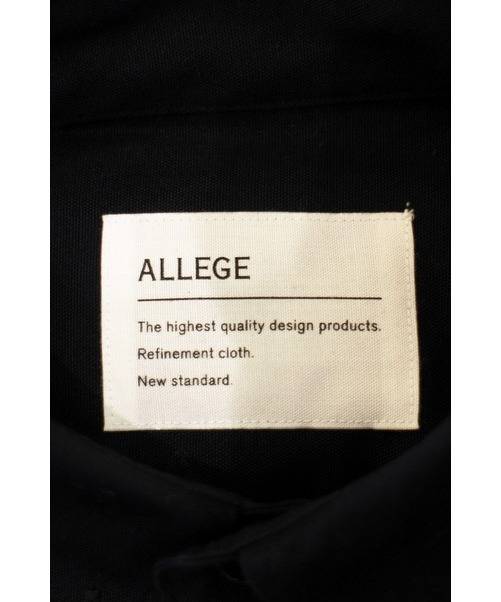 ALLEGE
The highest quality design products.
Refinement cloth.
New standard.